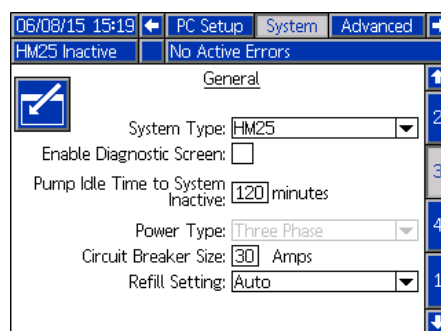 06/08/15 15:19 PC Setup System Advanced
HM25 Inactive No Active Errors
General
2
System Type: HM25
Enable Diagnostic Screen:
3
Pump Idle Time to System
Inactive: 120 minutes
4
Power Type: Three Phase
Circuit Breaker Size: 30 Amps
Refill Setting: Auto
1